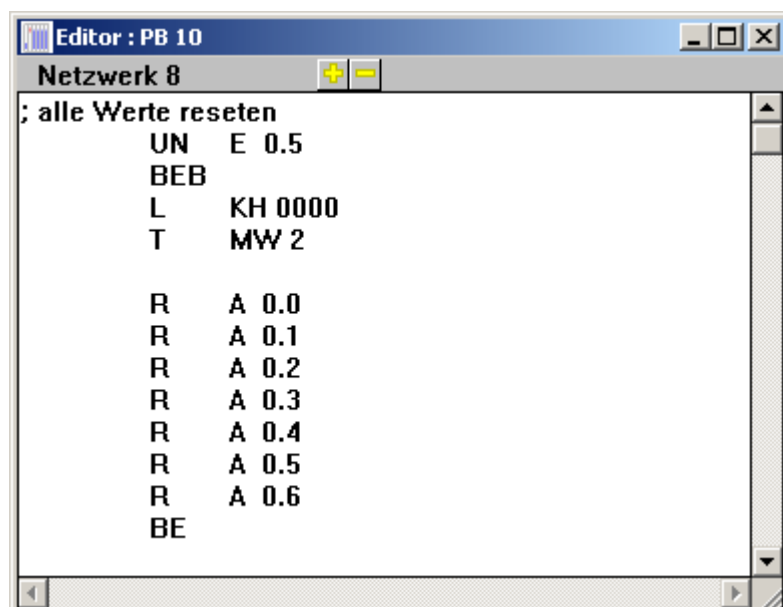 Editor : PB 10
Netzwerk 8
; alle Werte reseten
UN E 0.5
BEB
L KH 0000
T MW 2
R A 0.0
R A 0.1
R A 0.2
R A 0.3
R A 0.4
R A 0.5
R A 0.6
BE